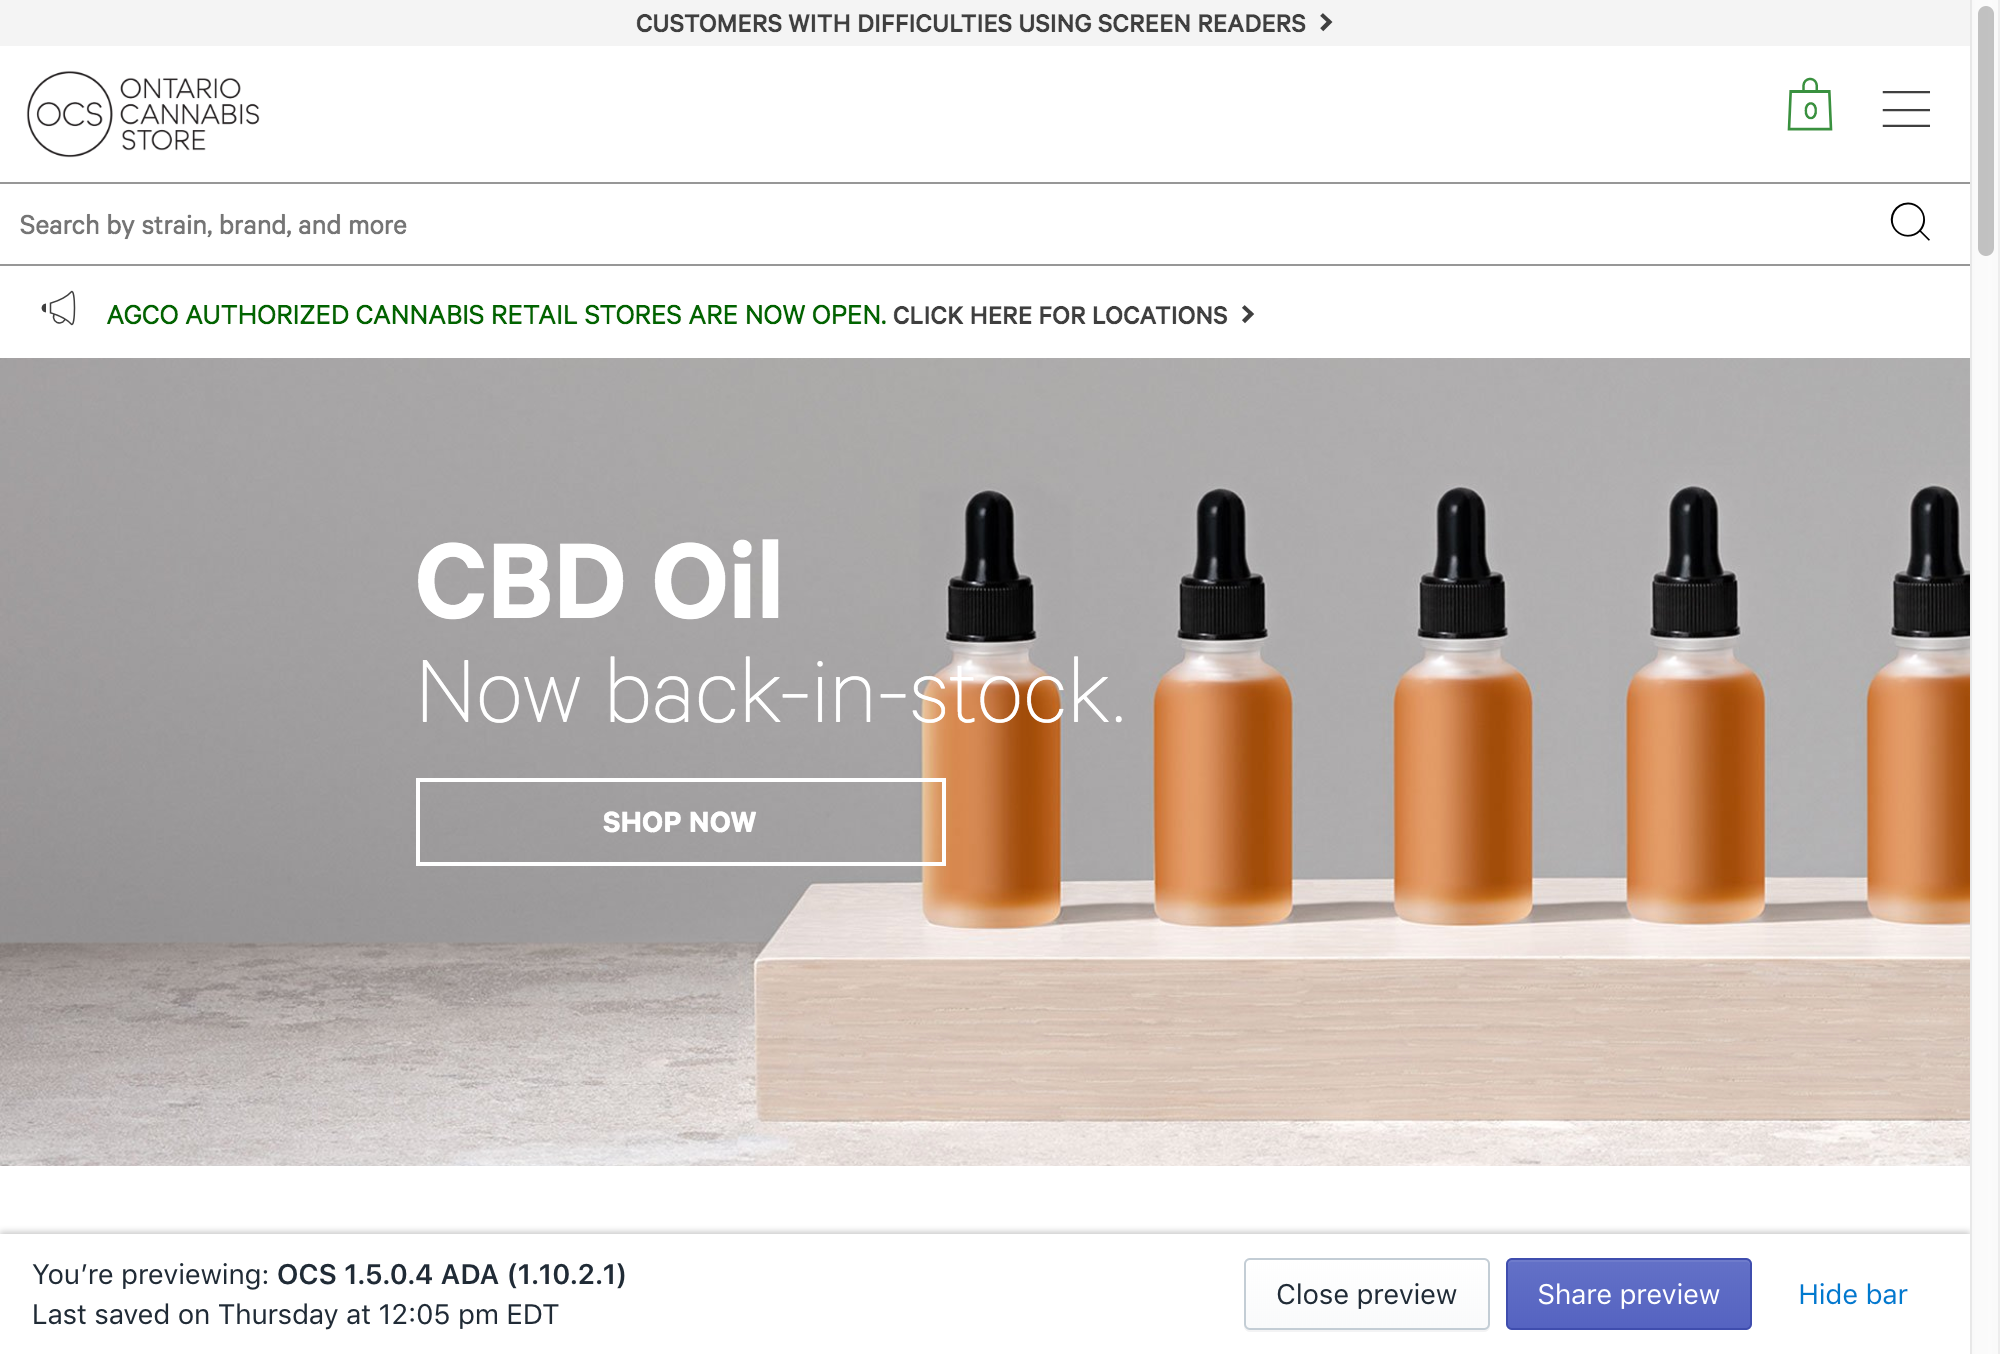 CUSTOMERS WITH DIFFICULTIES USING SCREEN READERS
OCS
ONTARIO
CANNABIS
STORE
0
Search by strain, brand, and more
AGCO AUTHORIZED CANNABIS RETAIL STORES ARE NOW OPEN. CLICK HERE FOR LOCATIONS
CBD Oil
Now back-in-stock.
SHOP NOW
You're previewing: OCS 1.5.0.4 ADA (1.10.2.1)
Last saved on Thursday at 12:05 pm EDT
Close preview
Share preview
Hide bar